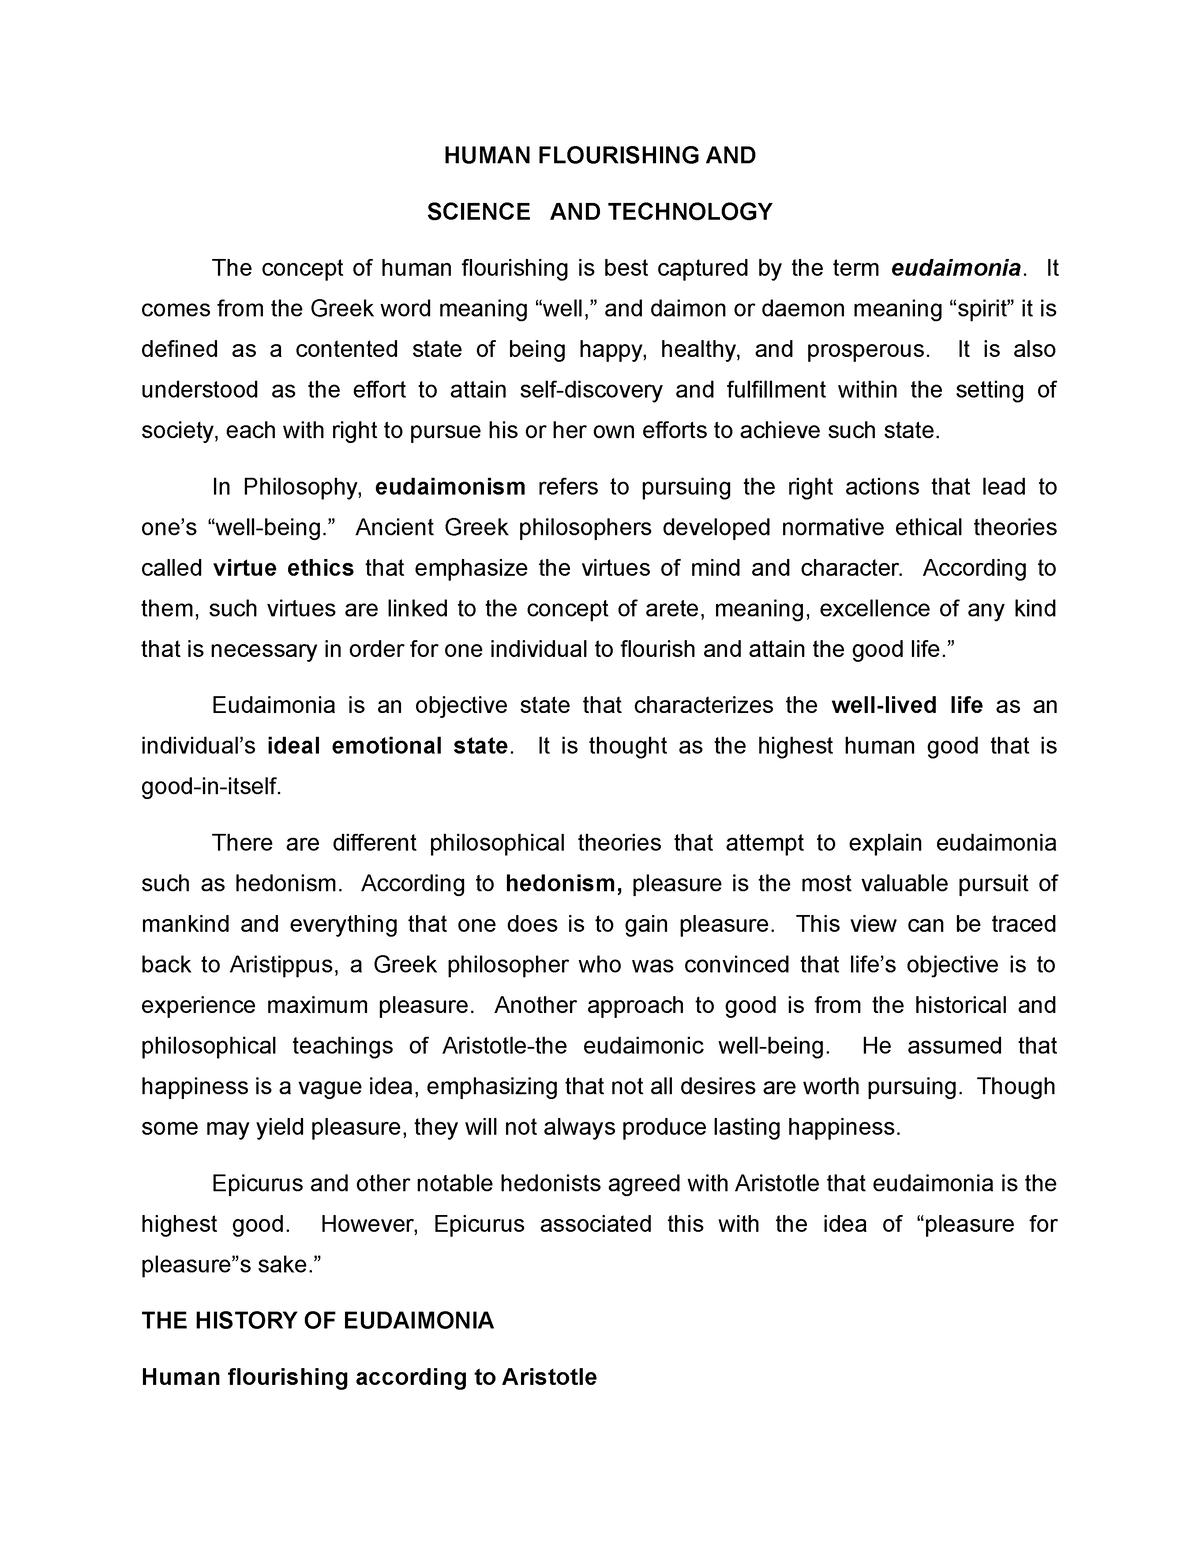 HUMAN FLOURISHING AND
SCIENCE AND TECHNOLOGY
The concept of human flourishing is best captured by the term eudaimonia. It
comes from the Greek word meaning “well,” and daimon or daemon meaning “spirit” it is
defined as a contented state of being happy, healthy, and prosperous. It is also
understood as the effort to attain self-discovery and fulfillment within the setting of
society, each with right to pursue his or her own efforts to achieve such state.
In Philosophy, eudaimonism refers to pursuing the right actions that lead to
one’s “well-being.” Ancient Greek philosophers developed normative ethical theories
called virtue ethics that emphasize the virtues of mind and character. According to
them, such virtues are linked to the concept of arete, meaning, excellence of any kind
that is necessary in order for one individual to flourish and attain the good life.”
Eudaimonia is an objective state that characterizes the well-lived life as an
individual’s ideal emotional state. It is thought as the highest human good that is
good-in-itself.
There are different philosophical theories that attempt to explain eudaimonia
such as hedonism. According to hedonism, pleasure is the most valuable pursuit of
mankind and everything that one does is to gain pleasure. This view can be traced
back to Aristippus, a Greek philosopher who was convinced that life’s objective is to
experience maximum pleasure. Another approach to good is from the historical and
philosophical teachings of Aristotle-the eudaimonic well-being. He assumed that
happiness is a vague idea, emphasizing that not all desires are worth pursuing. Though
some may yield pleasure, they will not always produce lasting happiness.
Epicurus and other notable hedonists agreed with Aristotle that eudaimonia is the
highest good. However, Epicurus associated this with the idea of “pleasure for
pleasure”s sake.”
THE HISTORY OF EUDAIMONIA
Human flourishing according to Aristotle